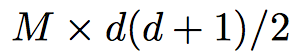 M × d(d + 1)/2